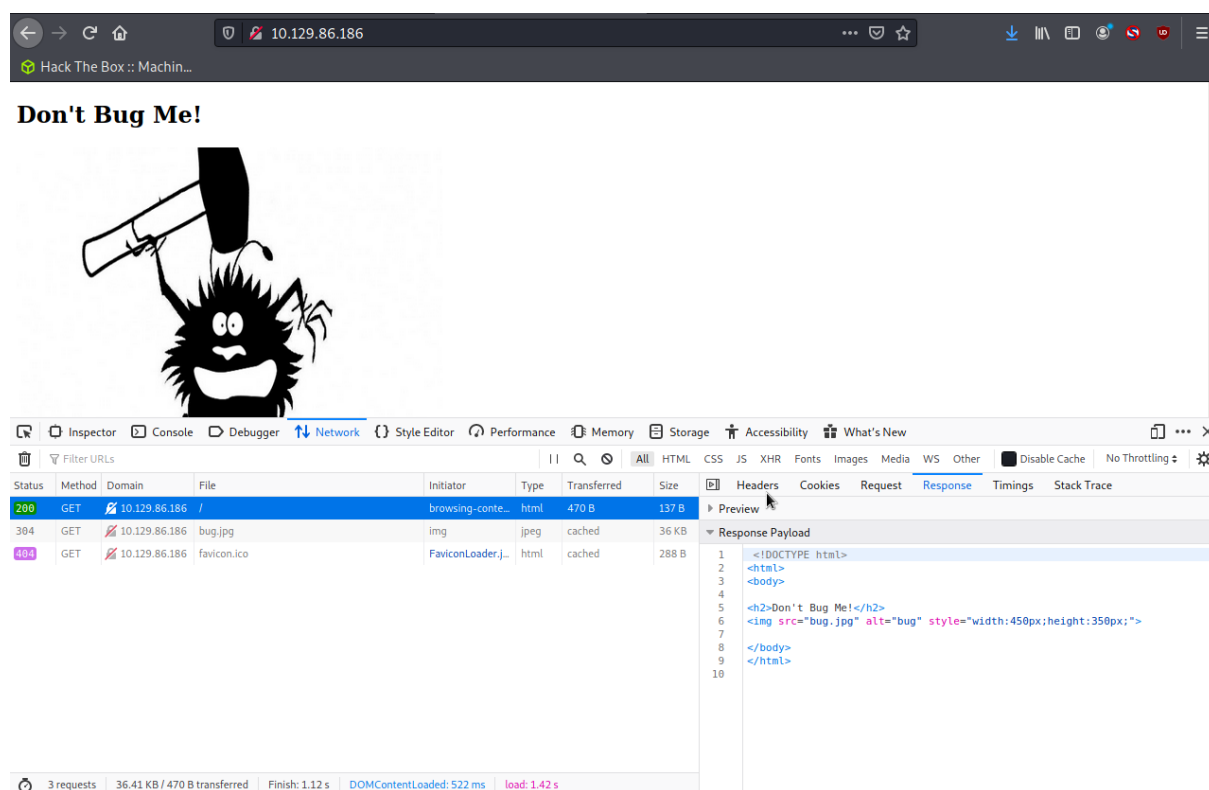 10.129.86.186
Hack The Box :: Machin...
Don't Bug Me!
Inspector Console Debugger Network Style Editor Performance Memory Storage Accessibility What's New
Filter URLs All HTML CSS JS XHR Fonts Images Media WS Other Disable Cache No Throttling
Status Method Domain File Initiator Type Transferred Size Headers Cookies Request Response Timings Stack Trace
200 GET 10.129.86.186 / browsing-conte... html 470 B 137 B
Preview
304 GET 10.129.86.186 bug.jpg img jpeg cached 36 KB
Response Payload
404 GET 10.129.86.186 favicon.ico FaviconLoader.j... html cached 288 B
1 <!DOCTYPE html>
2 <html>
3 <body>
4
5 <h2>Don't Bug Me!</h2>
6 <img src="bug.jpg" alt="bug" style="width:450px;height:350px;">
7
8 </body>
9 </html>
10
3 requests 36.41 KB / 470 B transferred Finish: 1.12 s DOMContentLoaded: 522 ms load: 1.42 s